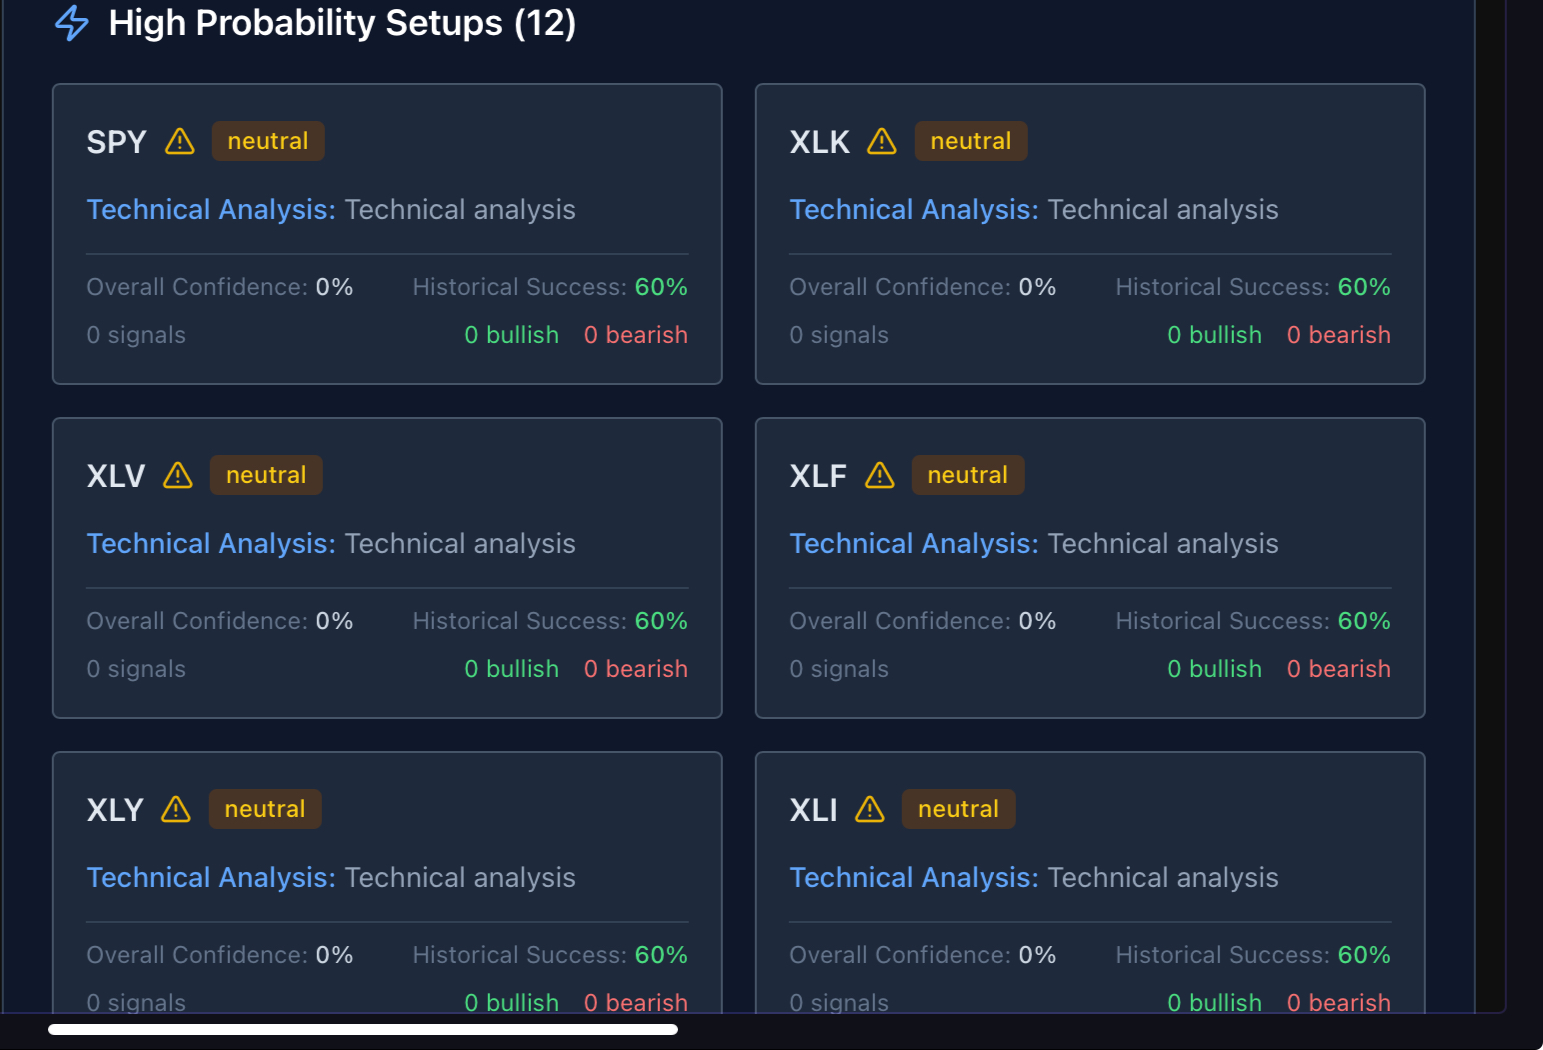 High Probability Setups (12)
SPY neutral
Technical Analysis: Technical analysis
Overall Confidence: 0% Historical Success: 60%
0 signals 0 bullish 0 bearish
XLK neutral
Technical Analysis: Technical analysis
Overall Confidence: 0% Historical Success: 60%
0 signals 0 bullish 0 bearish
XLV neutral
Technical Analysis: Technical analysis
Overall Confidence: 0% Historical Success: 60%
0 signals 0 bullish 0 bearish
XLF neutral
Technical Analysis: Technical analysis
Overall Confidence: 0% Historical Success: 60%
0 signals 0 bullish 0 bearish
XLY neutral
Technical Analysis: Technical analysis
Overall Confidence: 0% Historical Success: 60%
0 signals 0 bullish 0 bearish
XLI neutral
Technical Analysis: Technical analysis
Overall Confidence: 0% Historical Success: 60%
0 signals 0 bullish 0 bearish